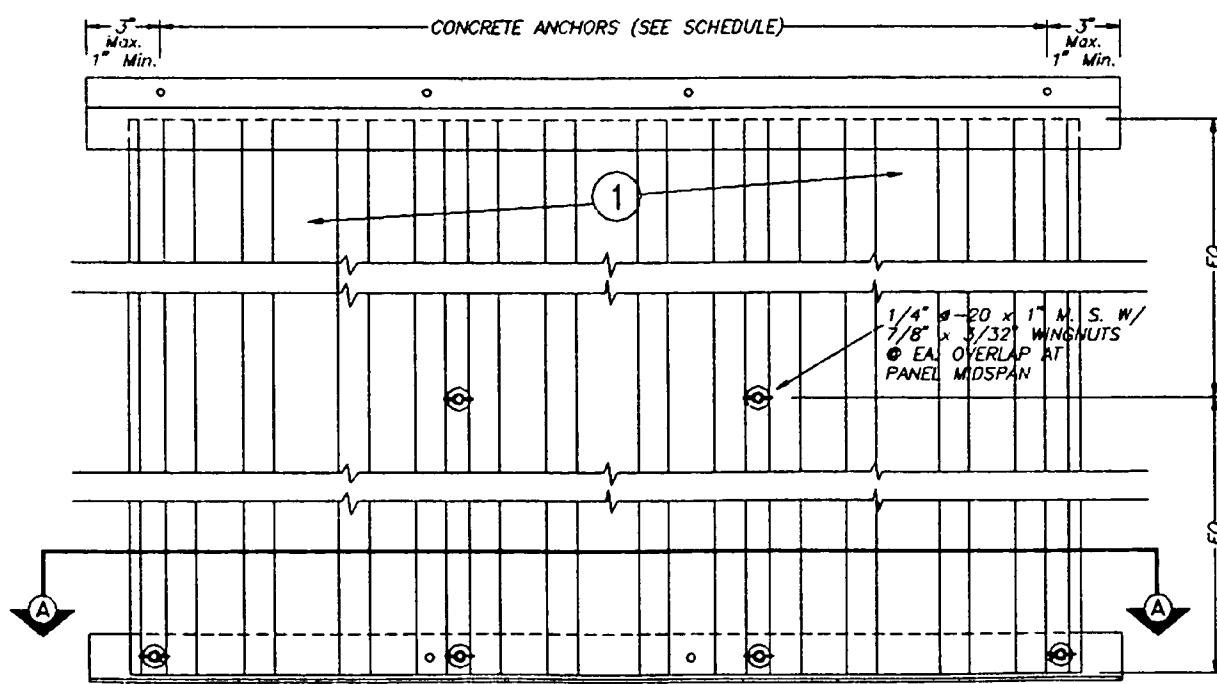 3"
Max.
1" Min.
CONCRETE ANCHORS (SEE SCHEDULE)
3"
Max.
1" Min.
1
EQ
1/4" ø-20 x 1" M. S. W/
7/8" x 3/32" WINGNUTS
@ EA. OVERLAP AT
PANEL MIDSPAN
EQ
A
A